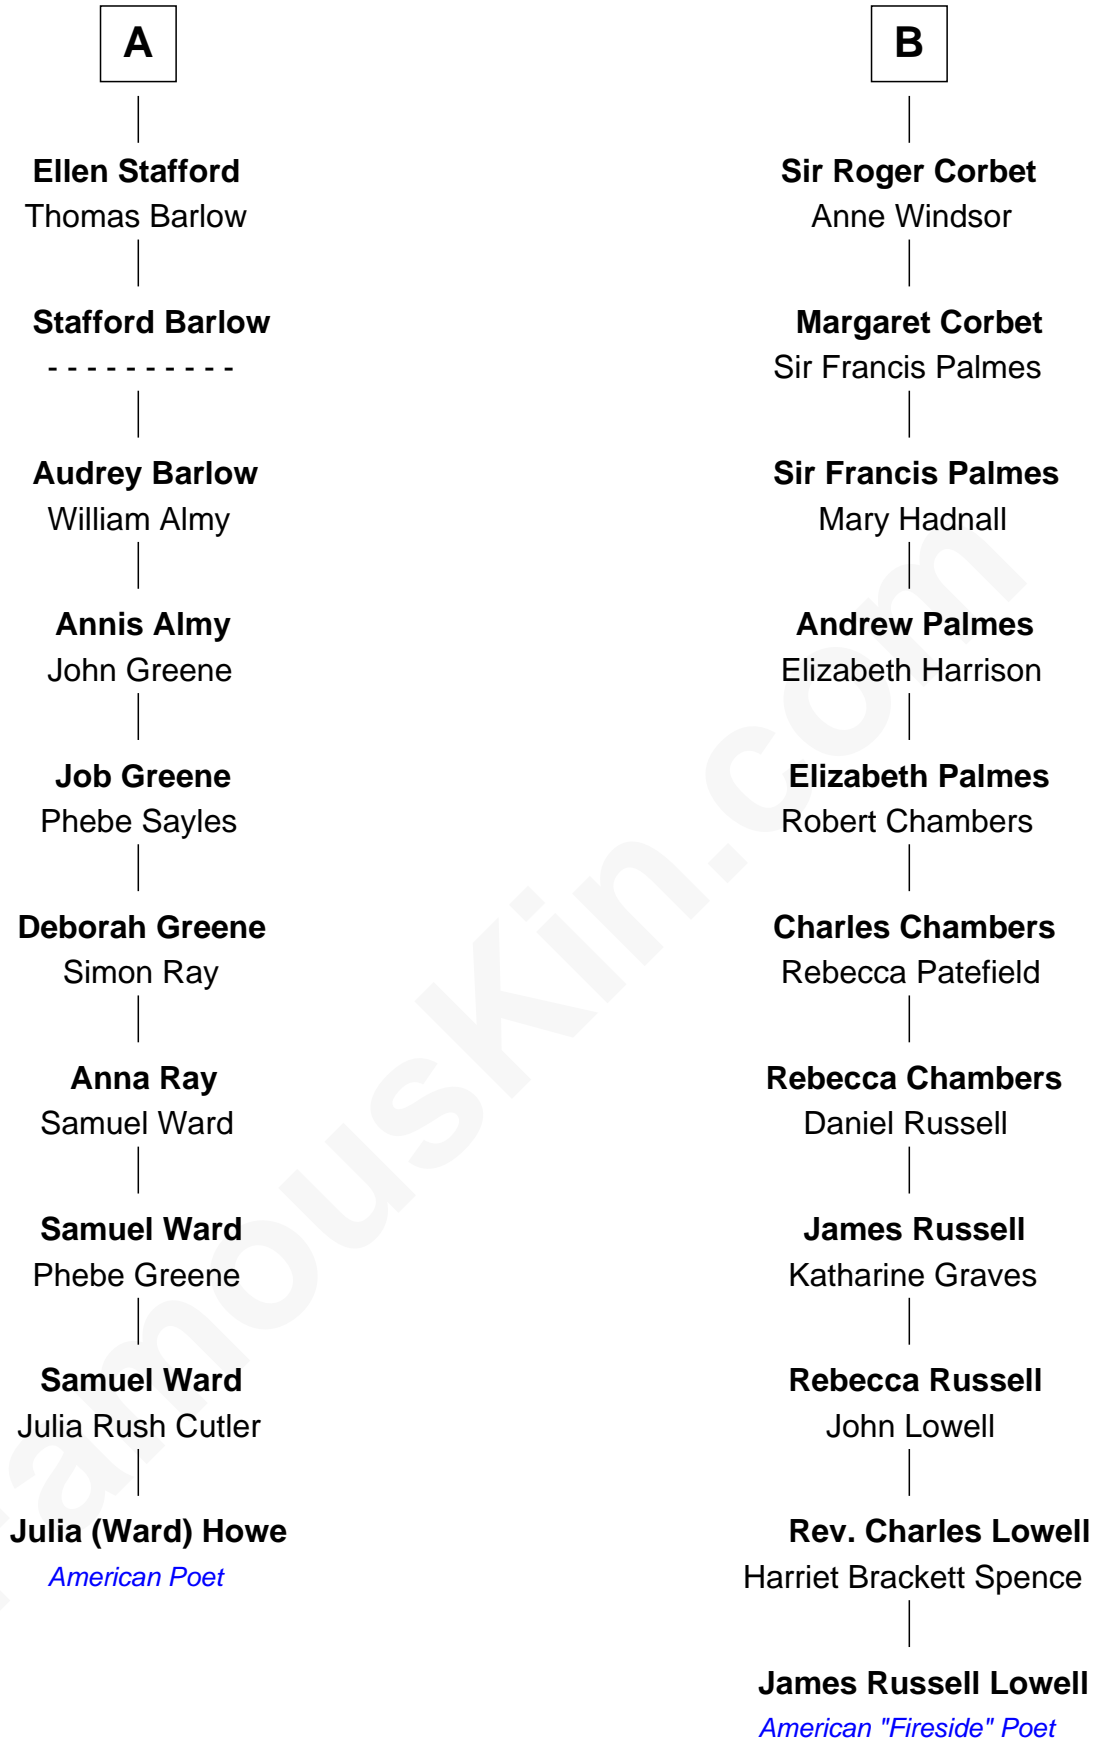 A
Ellen Stafford
Thomas Barlow
Stafford Barlow
- - - - - - - - - -
Audrey Barlow
William Almy
Annis Almy
John Greene
Job Greene
Phebe Sayles
Deborah Greene
Simon Ray
Anna Ray
Samuel Ward
Samuel Ward
Phebe Greene
Samuel Ward
Julia Rush Cutler
Julia (Ward) Howe
American Poet
B
Sir Roger Corbet
Anne Windsor
Margaret Corbet
Sir Francis Palmes
Sir Francis Palmes
Mary Hadnall
Andrew Palmes
Elizabeth Harrison
Elizabeth Palmes
Robert Chambers
Charles Chambers
Rebecca Patefield
Rebecca Chambers
Daniel Russell
James Russell
Katharine Graves
Rebecca Russell
John Lowell
Rev. Charles Lowell
Harriet Brackett Spence
James Russell Lowell
American "Fireside" Poet
FamousKin.com